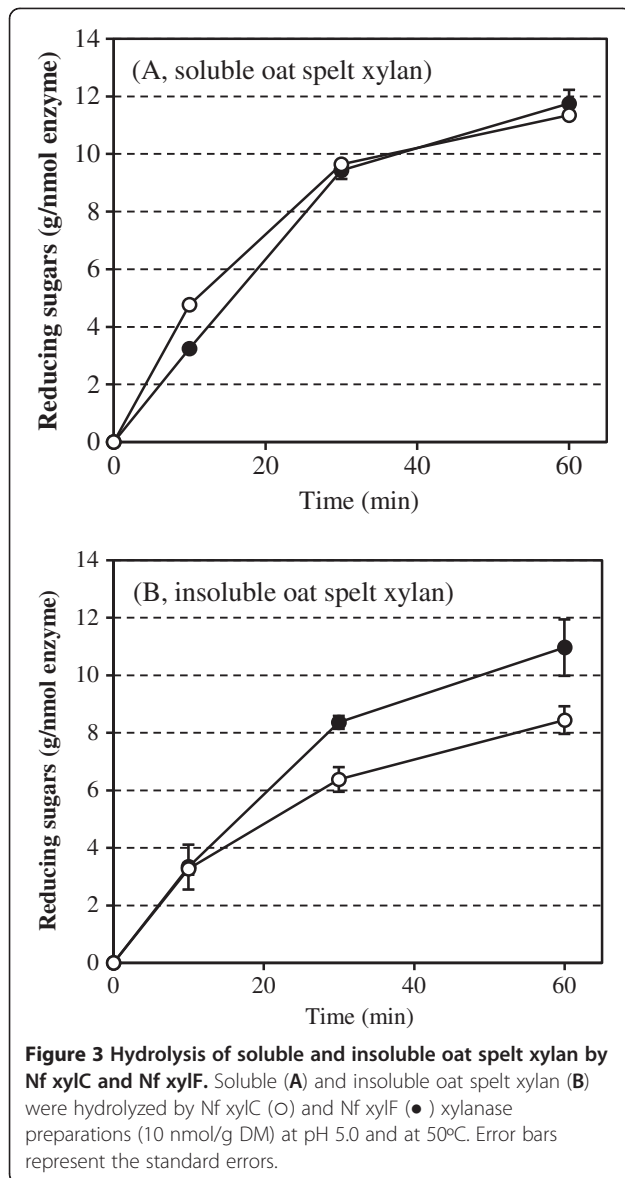 14
12
10
8
6
4
2
0
Reducing sugars (g/nmol enzyme)
(A, soluble oat spelt xylan)
0 20 40 60
Time (min)
14
12
10
8
6
4
2
0
Reducing sugars (g/nmol enzyme)
(B, insoluble oat spelt xylan)
0 20 40 60
Time (min)
Figure 3 Hydrolysis of soluble and insoluble oat spelt xylan by
Nf xylC and Nf xylF. Soluble (A) and insoluble oat spelt xylan (B)
were hydrolyzed by Nf xylC (○) and Nf xylF (● ) xylanase
preparations (10 nmol/g DM) at pH 5.0 and at 50ºC. Error bars
represent the standard errors.